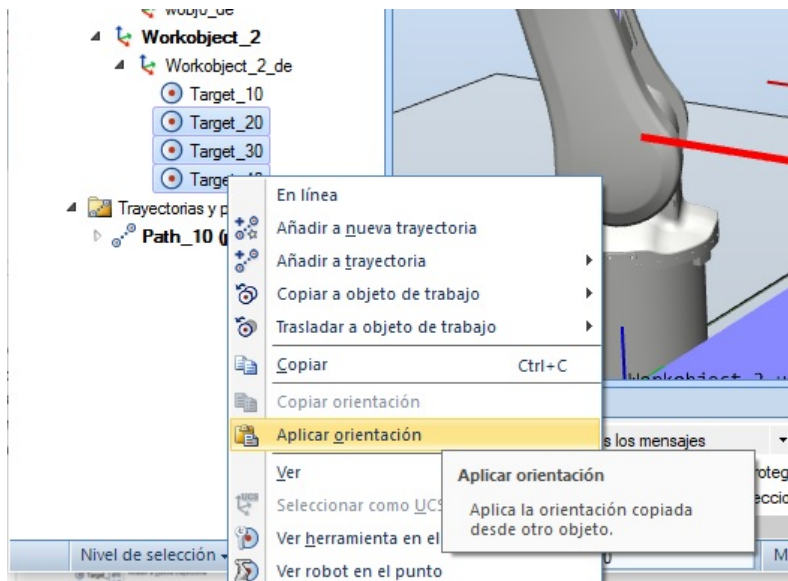 wobj0_de
Workobject_2
Workobject_2_de
Target_10
Target_20
Target_30
Trayectorias y
Path_10
En línea
Añadir a nueva trayectoria
Añadir a trayectoria
Copiar a objeto de trabajo
Trasladar a objeto de trabajo
Copiar Ctrl+C
Copiar orientación
Aplicar orientación
Ver
Seleccionar como UCS
Ver herramienta en el
Ver robot en el punto
s los mensajes
Aplicar orientación
Aplica la orientación copiada
desde otro objeto.
Nivel de selección